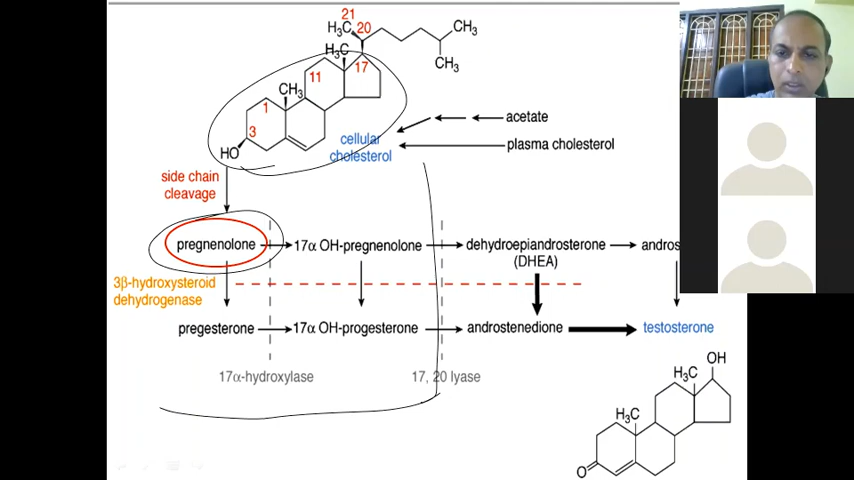 21
H₃C 20
CH₃
H₃C
17
CH₃
11
CH₃
1
3
HO
cellular
cholesterol
acetate
plasma cholesterol
side chain
cleavage
pregnenolone
17α OH-pregnenolone
dehydroepiandrosterone
(DHEA)
andros
3β-hydroxysteroid
dehydrogenase
pregesterone
17α OH-progesterone
androstenedione
testosterone
17α-hydroxylase
17, 20 lyase
OH
H₃C
H₃C
O